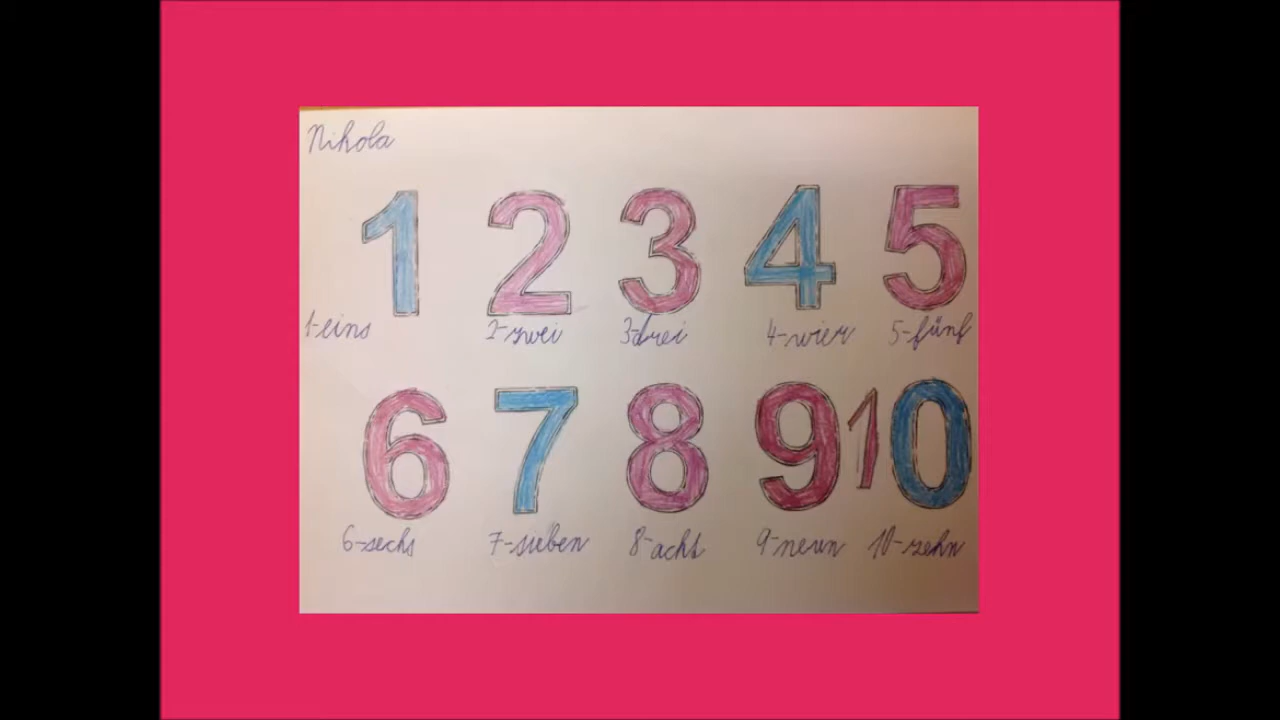 Nikola
1 2 3 4 5
1-eins 2-zwei 3-drei 4-wier 5-fünf
6 7 8 9 10
6-sechs 7-sieben 8-acht 9-neun 10-zehn